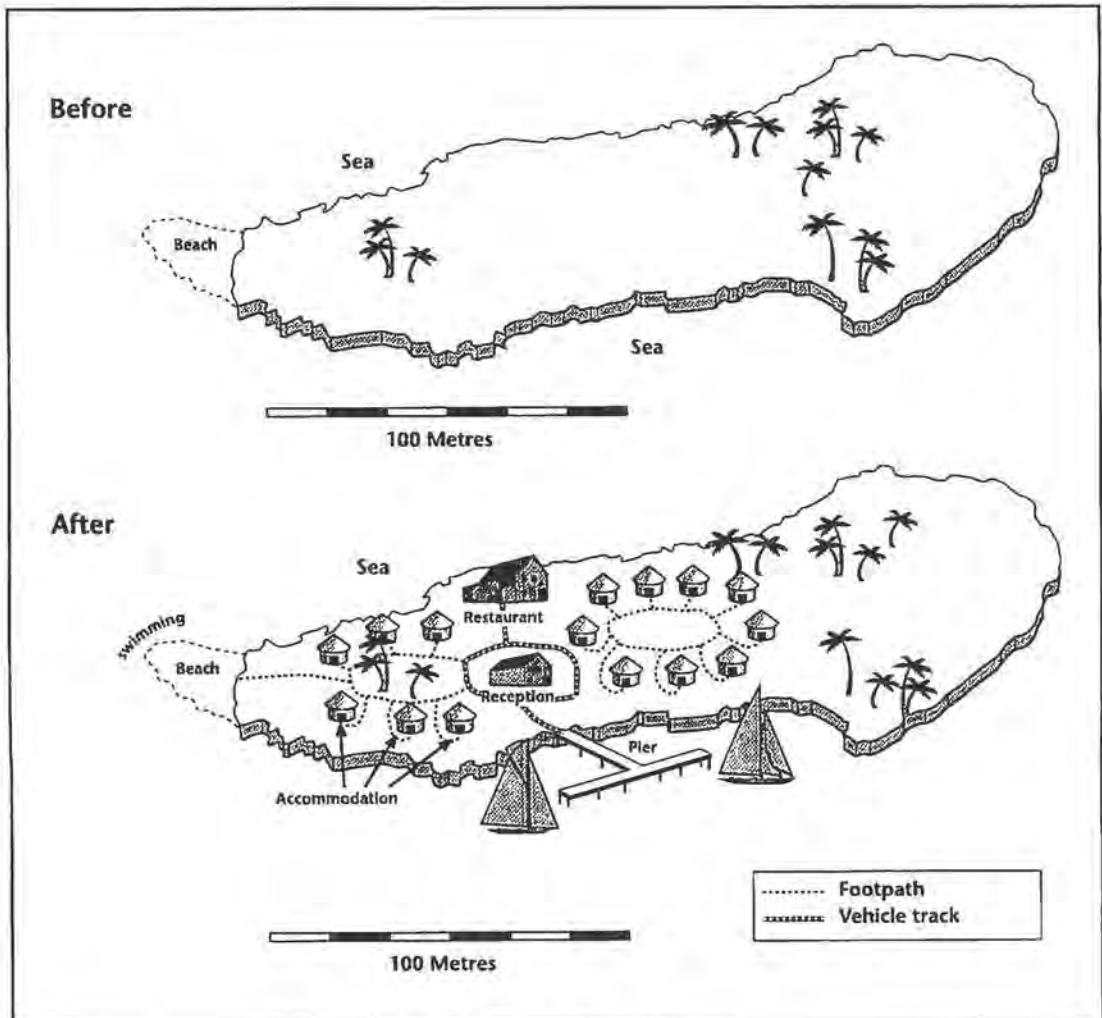 Before
Sea
Beach
Sea
100 Metres
After
Sea
swimming
Restaurant
Beach
Reception
Pier
Accommodation
Footpath
Vehicle track
100 Metres